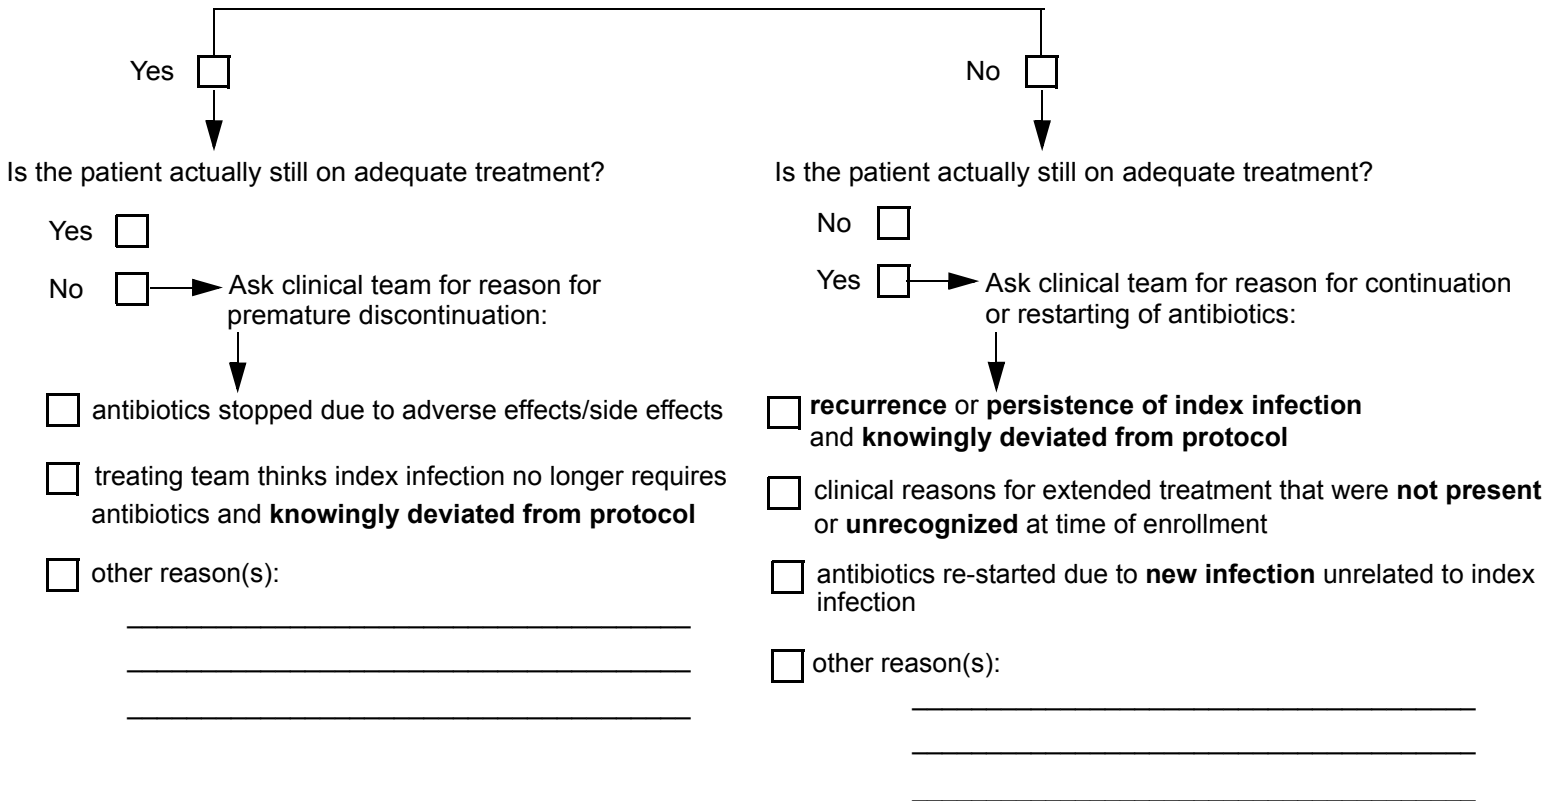 Yes
No
Is the patient actually still on adequate treatment?
Yes
No
Ask clinical team for reason for
premature discontinuation:
antibiotics stopped due to adverse effects/side effects
treating team thinks index infection no longer requires
antibiotics and knowingly deviated from protocol
other reason(s):
Is the patient actually still on adequate treatment?
No
Yes
Ask clinical team for reason for continuation
or restarting of antibiotics:
recurrence or persistence of index infection
and knowingly deviated from protocol
clinical reasons for extended treatment that were not present
or unrecognized at time of enrollment
antibiotics re-started due to new infection unrelated to index
infection
other reason(s):